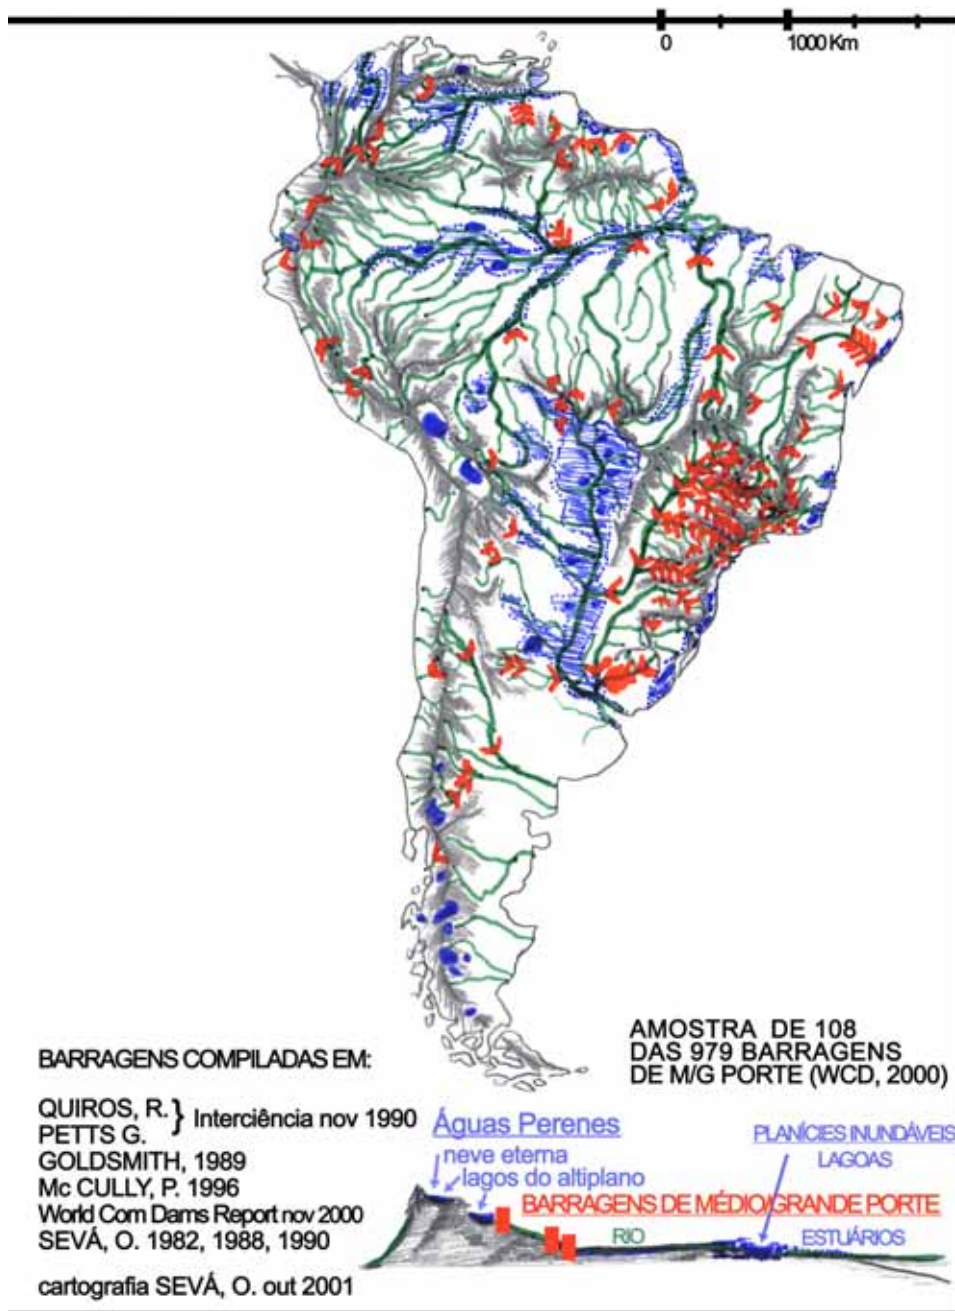 0 1000 Km
BARRAGENS COMPILADAS EM:
QUIROS, R. } Interciência nov 1990
PETTS G.
GOLDSMITH, 1989
Mc CULLY, P. 1996
World Com Dams Report nov 2000
SEVÁ, O. 1982, 1988, 1990
cartografia SEVÁ, O. out 2001
AMOSTRA DE 108
DAS 979 BARRAGENS
DE M/G PORTE (WCD, 2000)
Águas Perenes
neve eterna
lagos do altiplano
PLANÍCIES INUNDÁVEIS
LAGOAS
BARRAGENS DE MÉDIO/GRANDE PORTE
RIO
ESTUÁRIOS